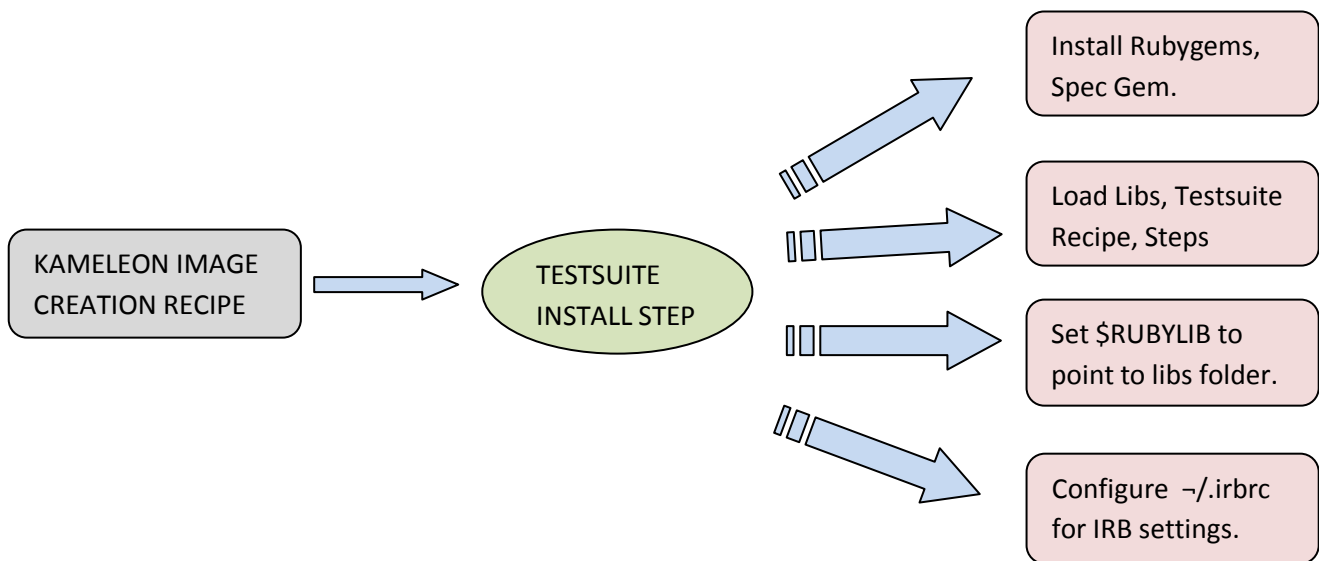 KAMELEON IMAGE
CREATION RECIPE
TESTSUITE
INSTALL STEP
Install Rubygems,
Spec Gem.
Load Libs, Testsuite
Recipe, Steps
Set $RUBYLIB to
point to libs folder.
Configure ¬/.irbrc
for IRB settings.